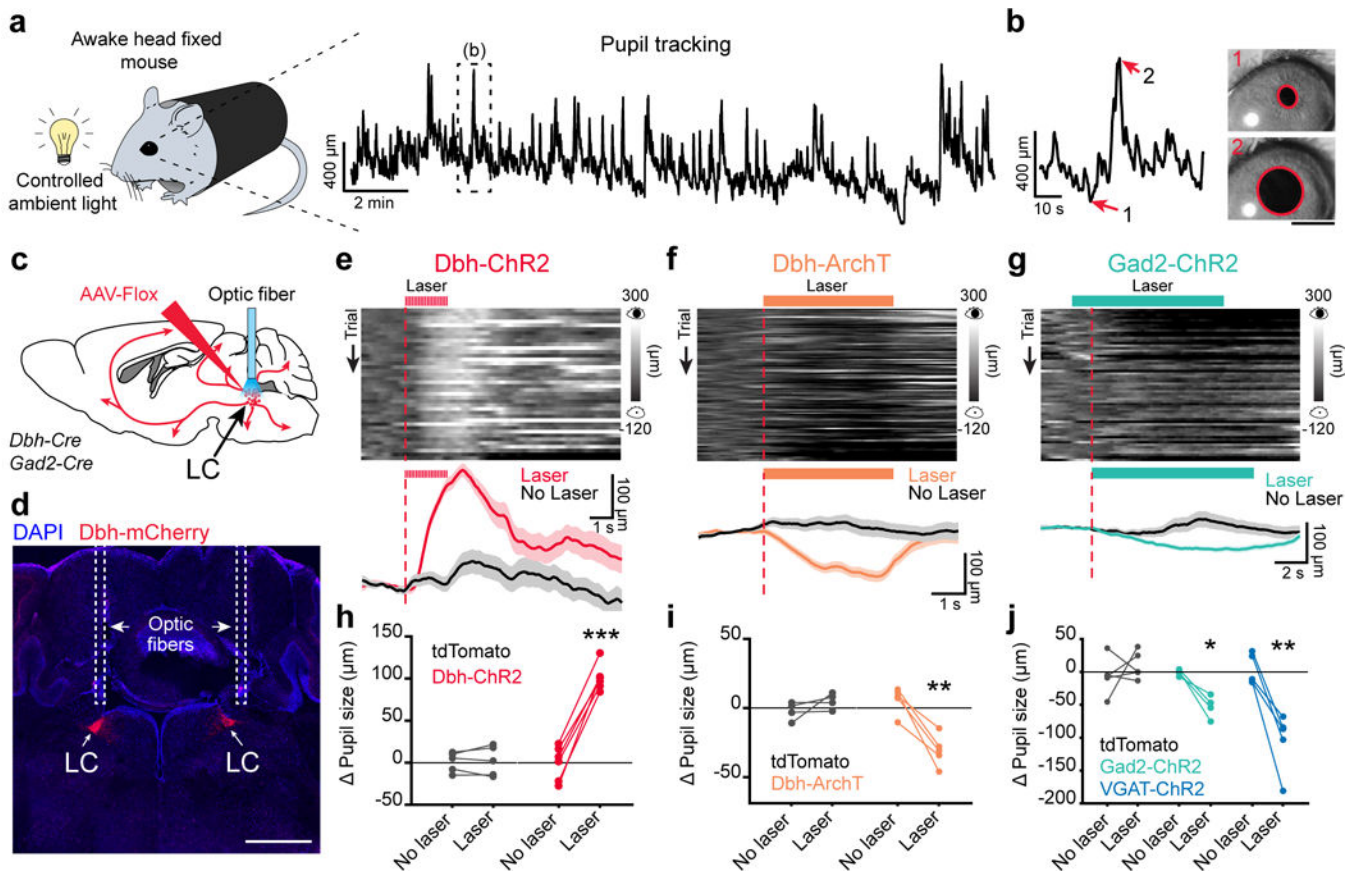 a
Awake head fixed
mouse
Controlled
ambient light
Pupil tracking
(b)
400 µm
2 min
b
400 µm
10 s
1
2
1
2
c
AAV-Flox
Optic fiber
Dbh-Cre
Gad2-Cre
LC
d
DAPI Dbh-mCherry
Optic
fibers
LC
LC
e
Dbh-ChR2
Laser
Trial
300
(µm)
-120
Laser
No Laser
100 µm
1 s
f
Dbh-ArchT
Laser
Trial
300
(µm)
-120
Laser
No Laser
100 µm
1 s
g
Gad2-ChR2
Laser
Trial
300
(µm)
-120
Laser
No Laser
100 µm
2 s
h
Δ Pupil size (µm)
150
100
50
0
-50
tdTomato
Dbh-ChR2
***
No laser
Laser
No laser
Laser
i
Δ Pupil size (µm)
50
0
-50
**
tdTomato
Dbh-ArchT
No laser
Laser
No laser
Laser
j
Δ Pupil size (µm)
50
0
-50
-100
-150
-200
*
**
tdTomato
Gad2-ChR2
VGAT-ChR2
No laser
Laser
No laser
Laser
No laser
Laser